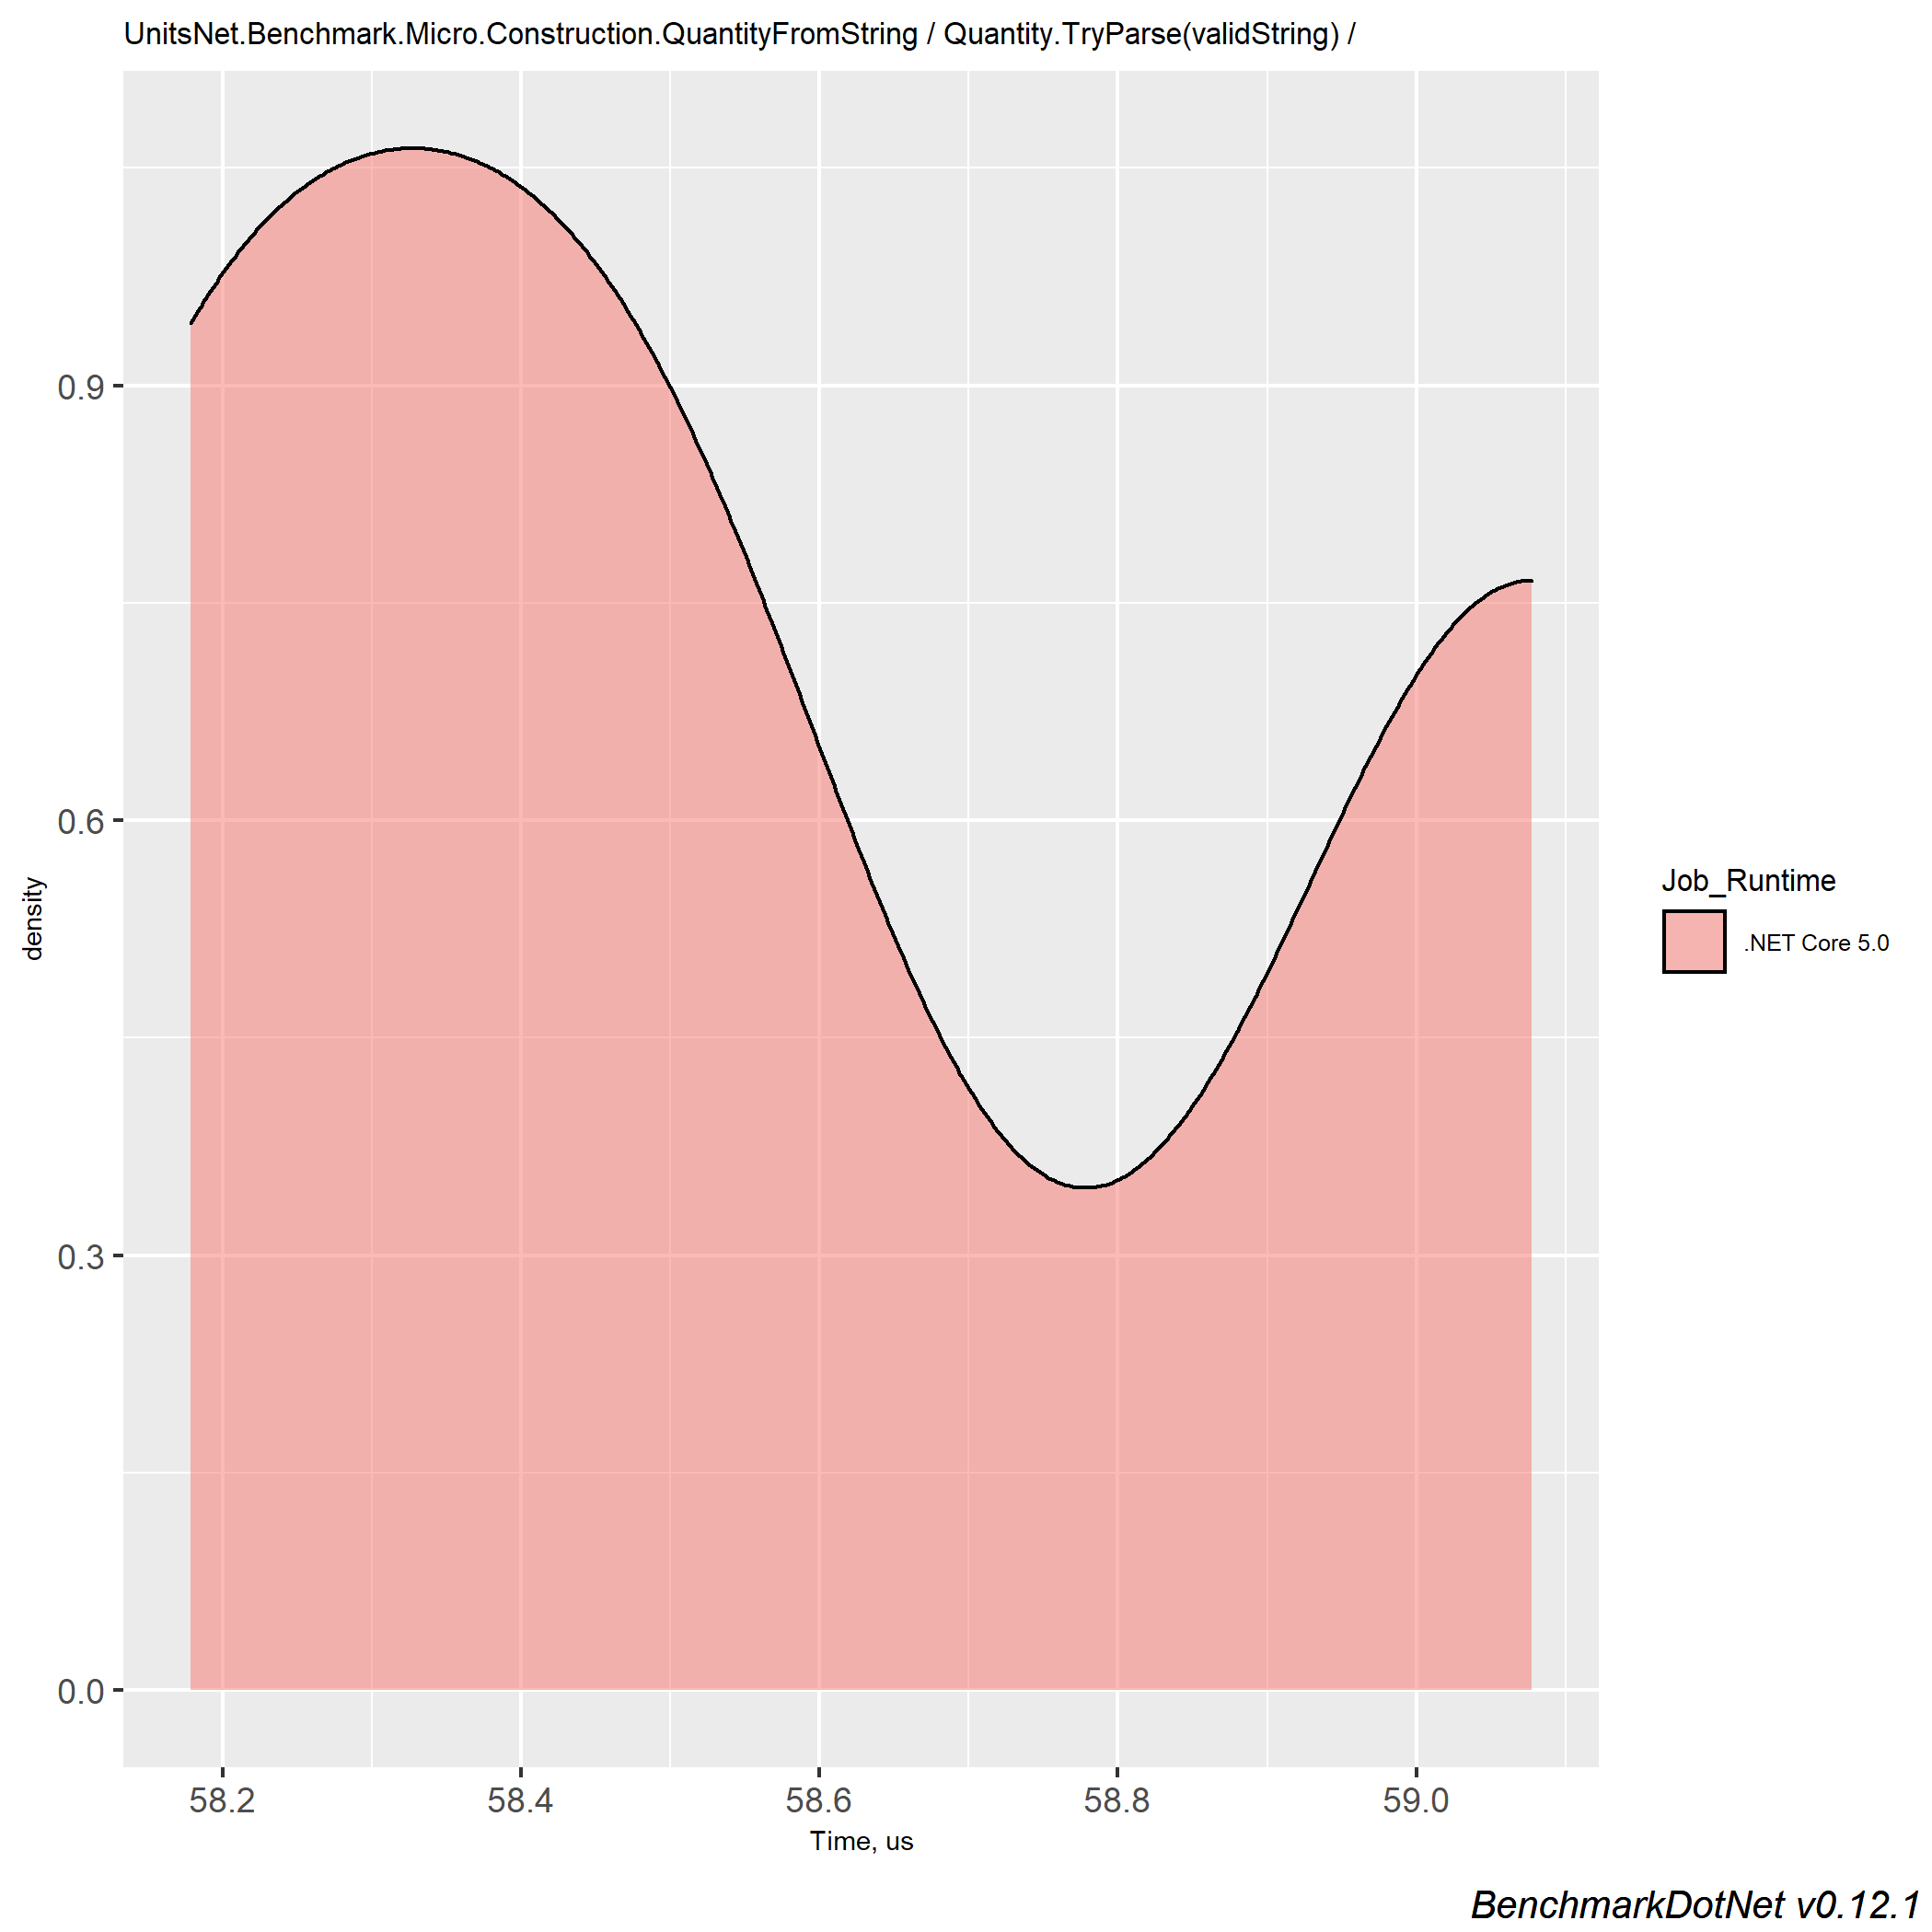 UnitsNet.Benchmark.Micro.Construction.QuantityFromString / Quantity.TryParse(validString) /
0.9
0.6
0.3
0.0
density
58.2 58.4 58.6 58.8 59.0
Time, us
Job_Runtime
.NET Core 5.0
BenchmarkDotNet v0.12.1